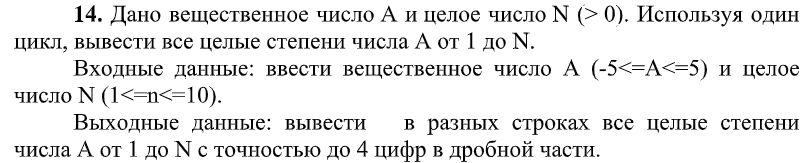 14. Дано вещественное число А и целое число N (> 0). Используя один
цикл, вывести все целые степени числа А от 1 до N.
Входные данные: ввести вещественное число А (-5<=A<=5) и целое
число N (1<=n<=10).
Выходные данные: вывести в разных строках все целые степени
числа А от 1 до N с точностью до 4 цифр в дробной части.